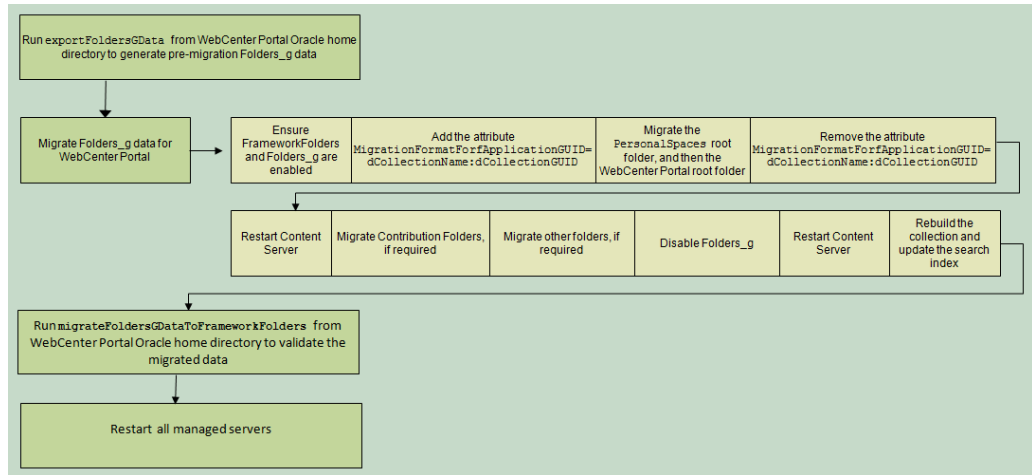 Run exportFoldersGData from WebCenter Portal Oracle home
directory to generate pre-migration Folders_g data
Migrate Folders_g data for
WebCenter Portal
Ensure
FrameworkFolders
and Folders_g are
enabled
Add the attribute
MigrationFormatForfApplicationGUID=
dCollectionName:dCollectionGUID
Migrate the
PersonalSpaces root
folder, and then the
WebCenter Portal root folder
Remove the attribute
MigrationFormatForfApplicationGUID=
dCollectionName:dCollectionGUID
Restart Content
Server
Migrate Contribution Folders,
if required
Migrate other folders, if
required
Disable Folders_g
Restart Content
Server
Rebuild the
collection and
update the search
index
Run migrateFoldersGDataToFrameworkFolders from
WebCenter Portal Oracle home directory to validate the
migrated data
Restart all managed servers